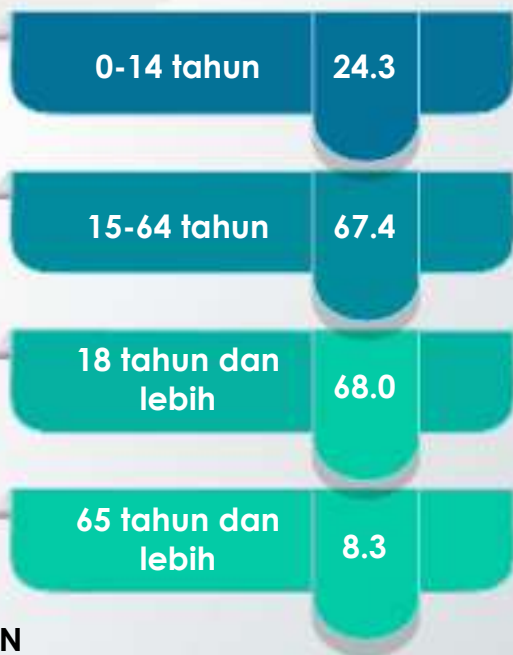 0-14 tahun 24.3
15-64 tahun 67.4
18 tahun dan
lebih 68.0
65 tahun dan
lebih 8.3
N